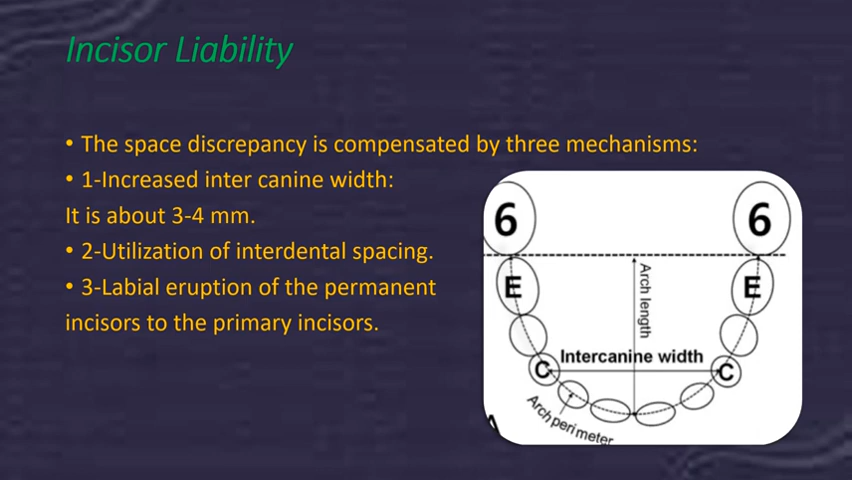 Incisor Liability
• The space discrepancy is compensated by three mechanisms:
• 1-Increased inter canine width:
It is about 3-4 mm.
• 2-Utilization of interdental spacing.
• 3-Labial eruption of the permanent
incisors to the primary incisors.
6 6
E E
Arch length
Intercanine width
C C
Arch perimeter